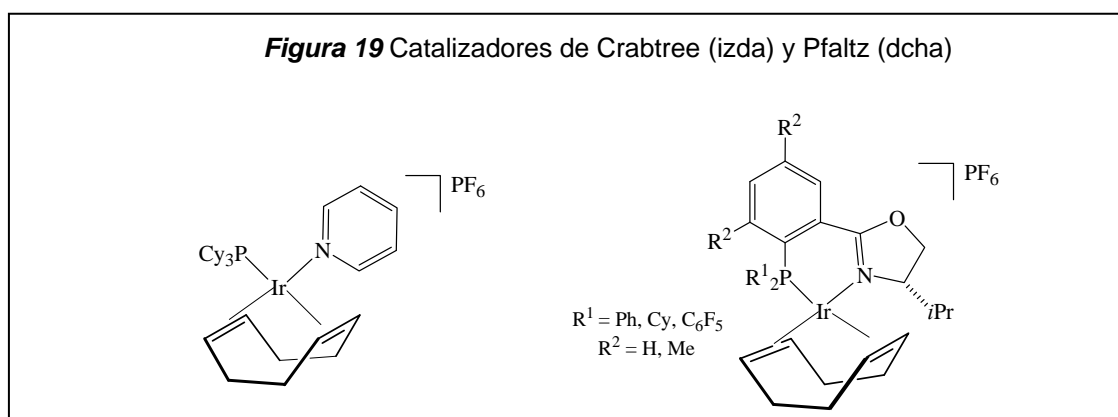 Figura 19 Catalizadores de Crabtree (izda) y Pfaltz (dcha)
PF6
Cy3P
N
Ir
R2
PF6
R2
O
R12P
N
Ir
iPr
R1 = Ph, Cy, C6F5
R2 = H, Me